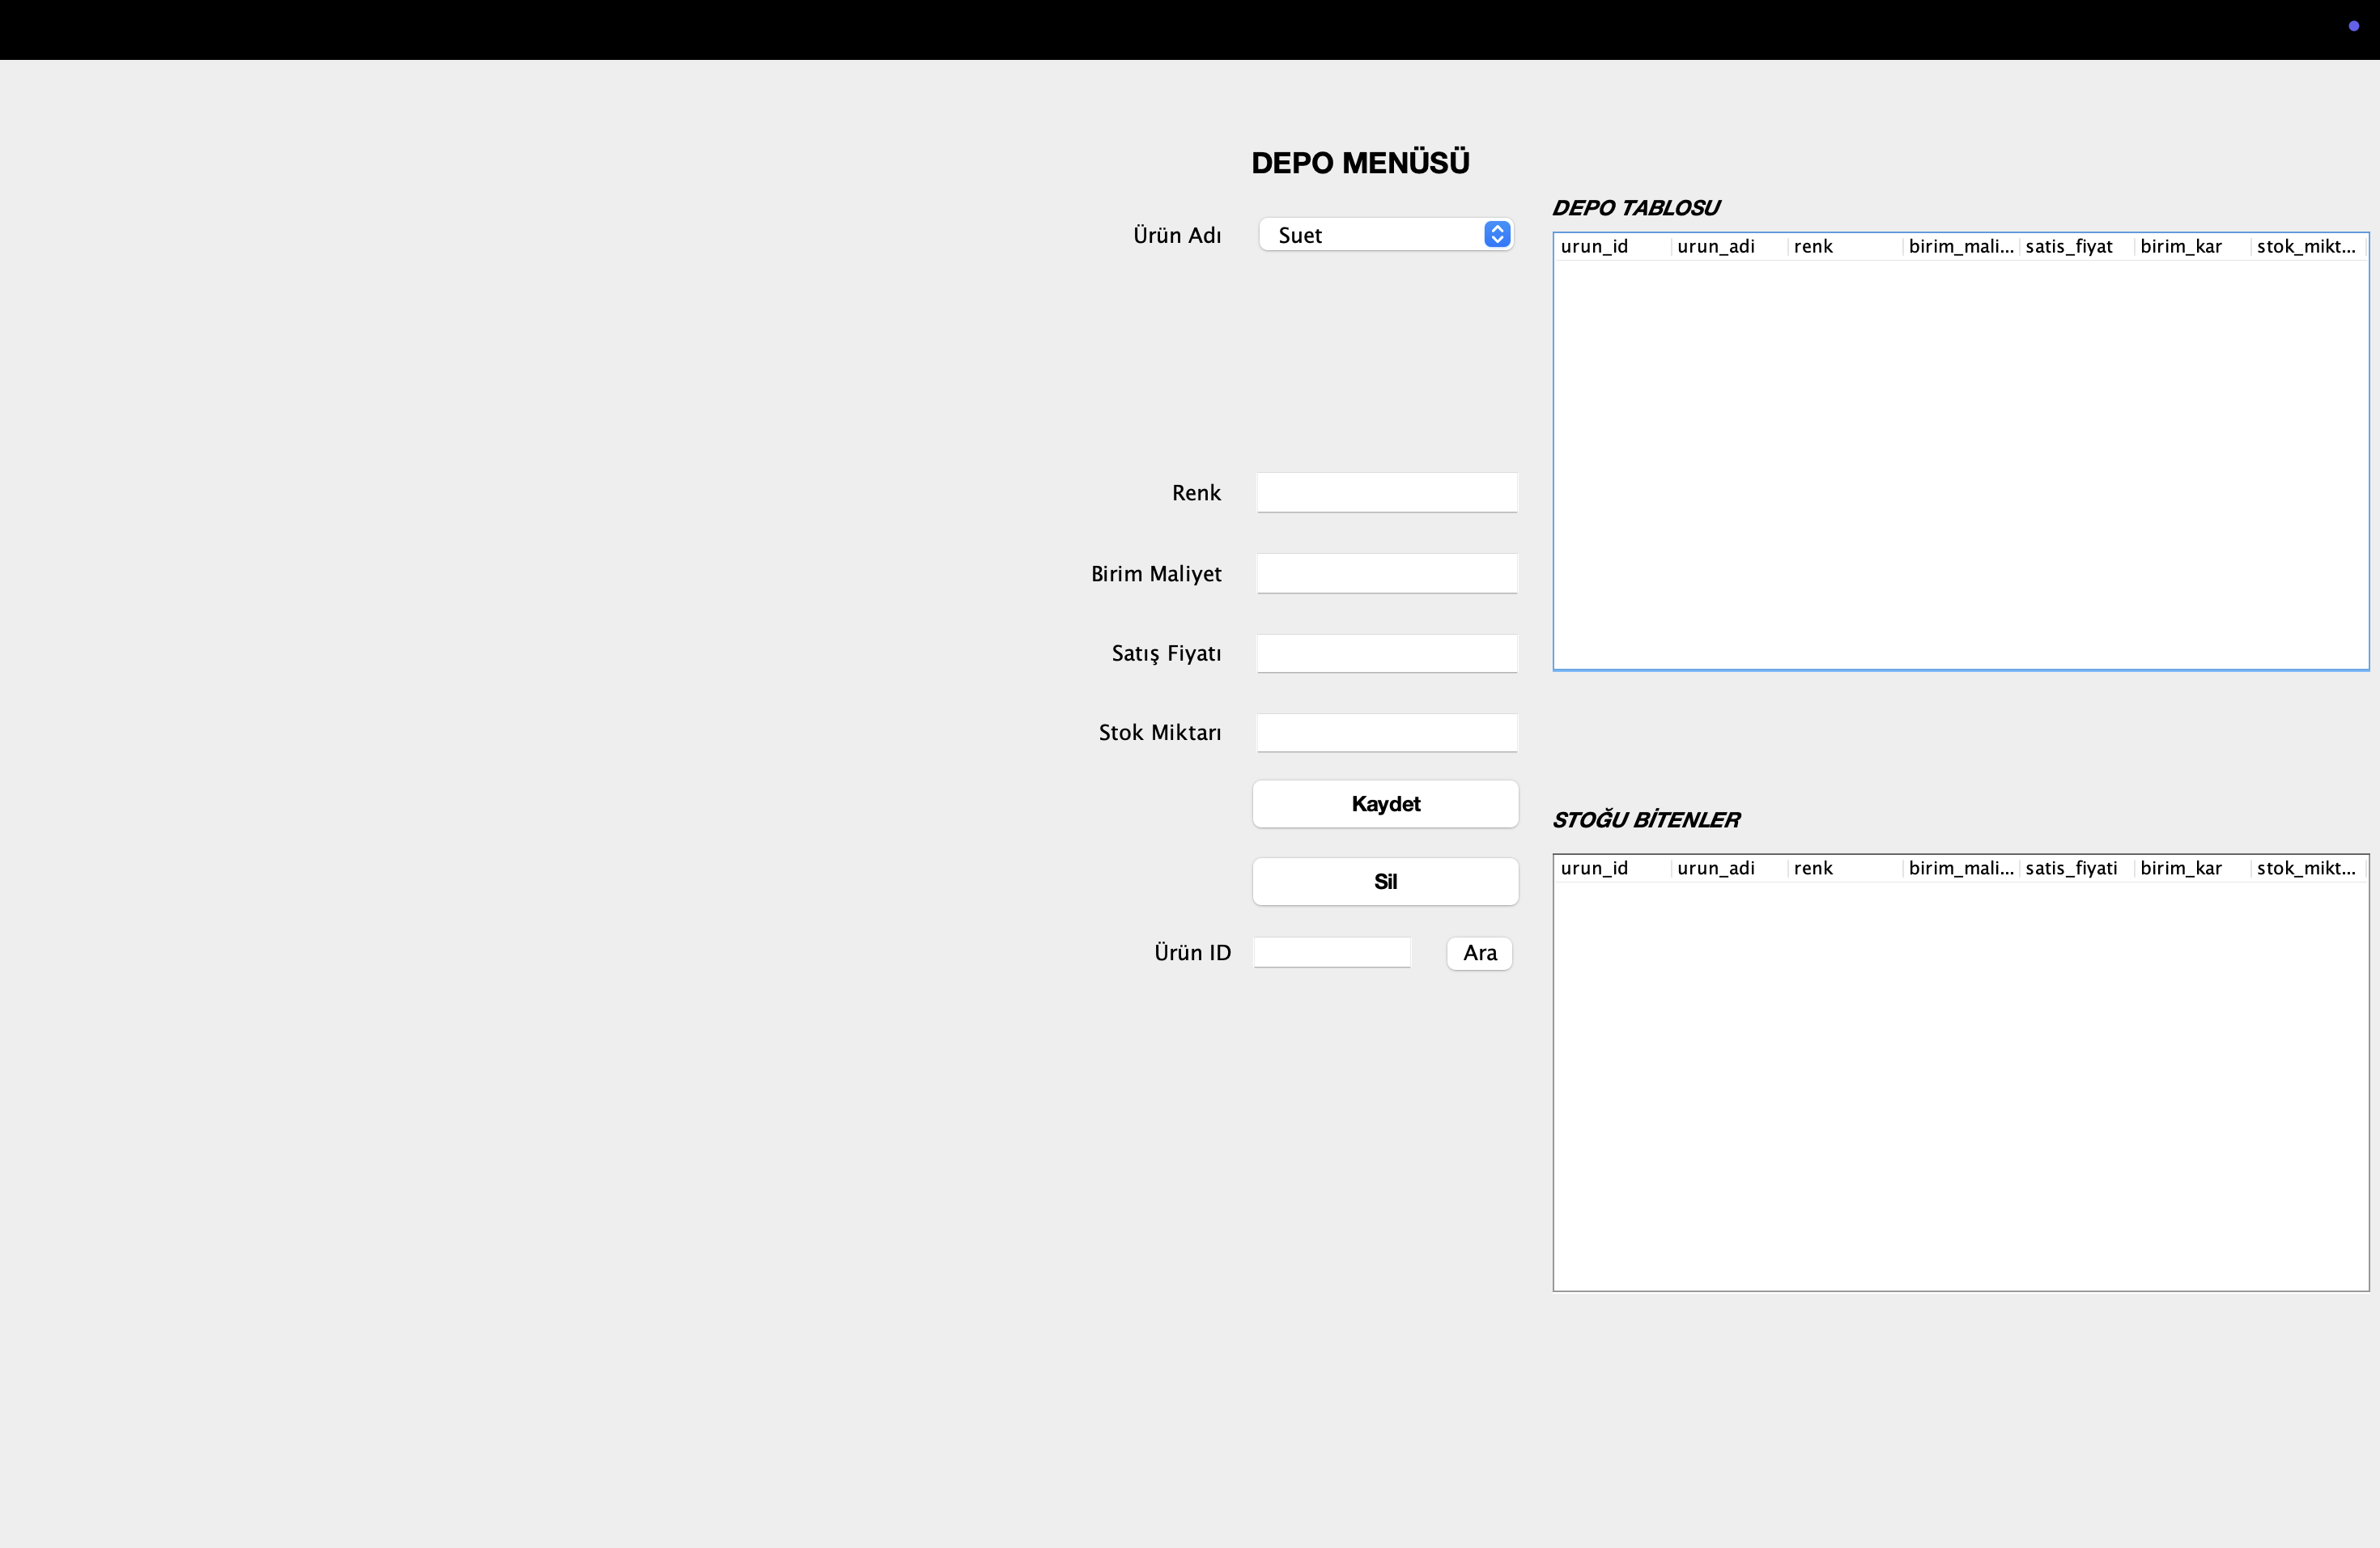 DEPO MENÜSÜ
Ürün Adı
Suet
Renk
Birim Maliyet
Satış Fiyatı
Stok Miktarı
Kaydet
Sil
Ürün ID
Ara
DEPO TABLOSU
urun_id urun_adi renk birim_mali... satis_fiyat birim_kar stok_mikt...
STOĞU BİTENLER
urun_id urun_adi renk birim_mali... satis_fiyati birim_kar stok_mikt...